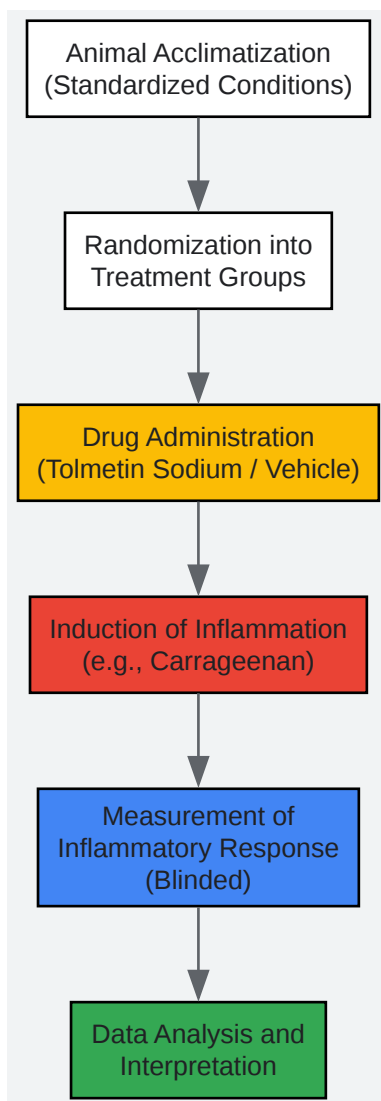 Animal Acclimatization
(Standardized Conditions)
Randomization into
Treatment Groups
Drug Administration
(Tolmetin Sodium / Vehicle)
Induction of Inflammation
(e.g., Carrageenan)
Measurement of
Inflammatory Response
(Blinded)
Data Analysis and
Interpretation